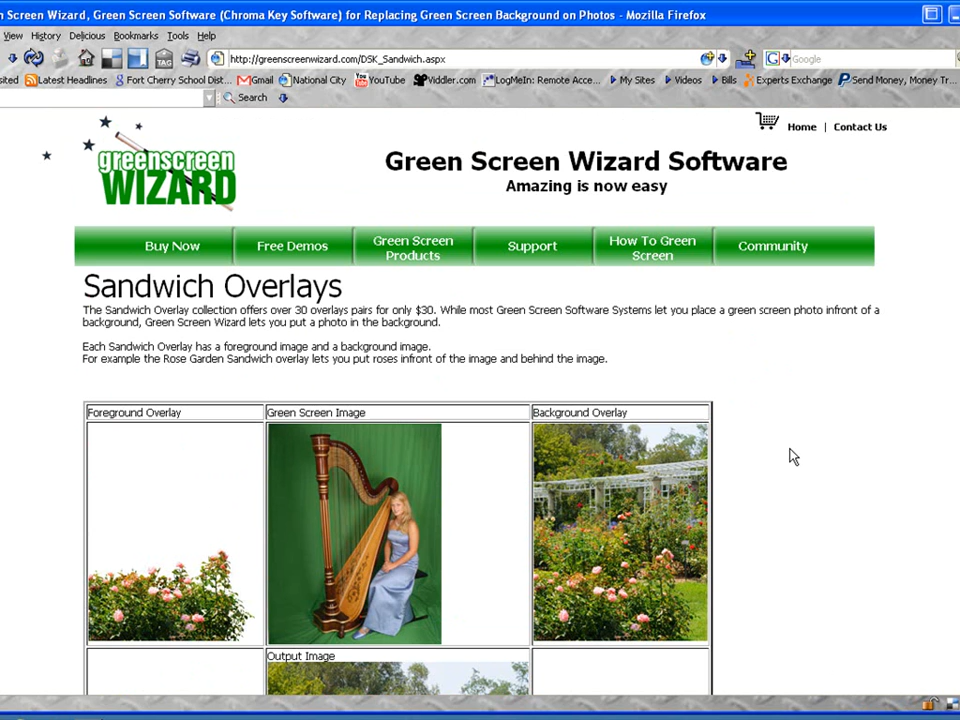 n Screen Wizard, Green Screen Software (Chroma Key Software) for Replacing Green Screen Background on Photos - Mozilla Firefox
View History Delicious Bookmarks Tools Help
TAG http://greenscreenwizard.com/DSK_Sandwich.aspx G Google
sited Latest Headlines Fort Cherry School Dist... Gmail National City YouTube Viddler.com LogMeIn: Remote Acce... My Sites Videos Bills Experts Exchange Send Money, Money Tr...
Search
Home | Contact Us
greenscreen
WIZARD
Green Screen Wizard Software
Amazing is now easy
Buy Now Free Demos Green Screen Products Support How To Green Screen Community
Sandwich Overlays
The Sandwich Overlay collection offers over 30 overlays pairs for only $30. While most Green Screen Software Systems let you place a green screen photo infront of a
background, Green Screen Wizard lets you put a photo in the background.
Each Sandwich Overlay has a foreground image and a background image.
For example the Rose Garden Sandwich overlay lets you put roses infront of the image and behind the image.
Foreground Overlay Green Screen Image Background Overlay
Output Image